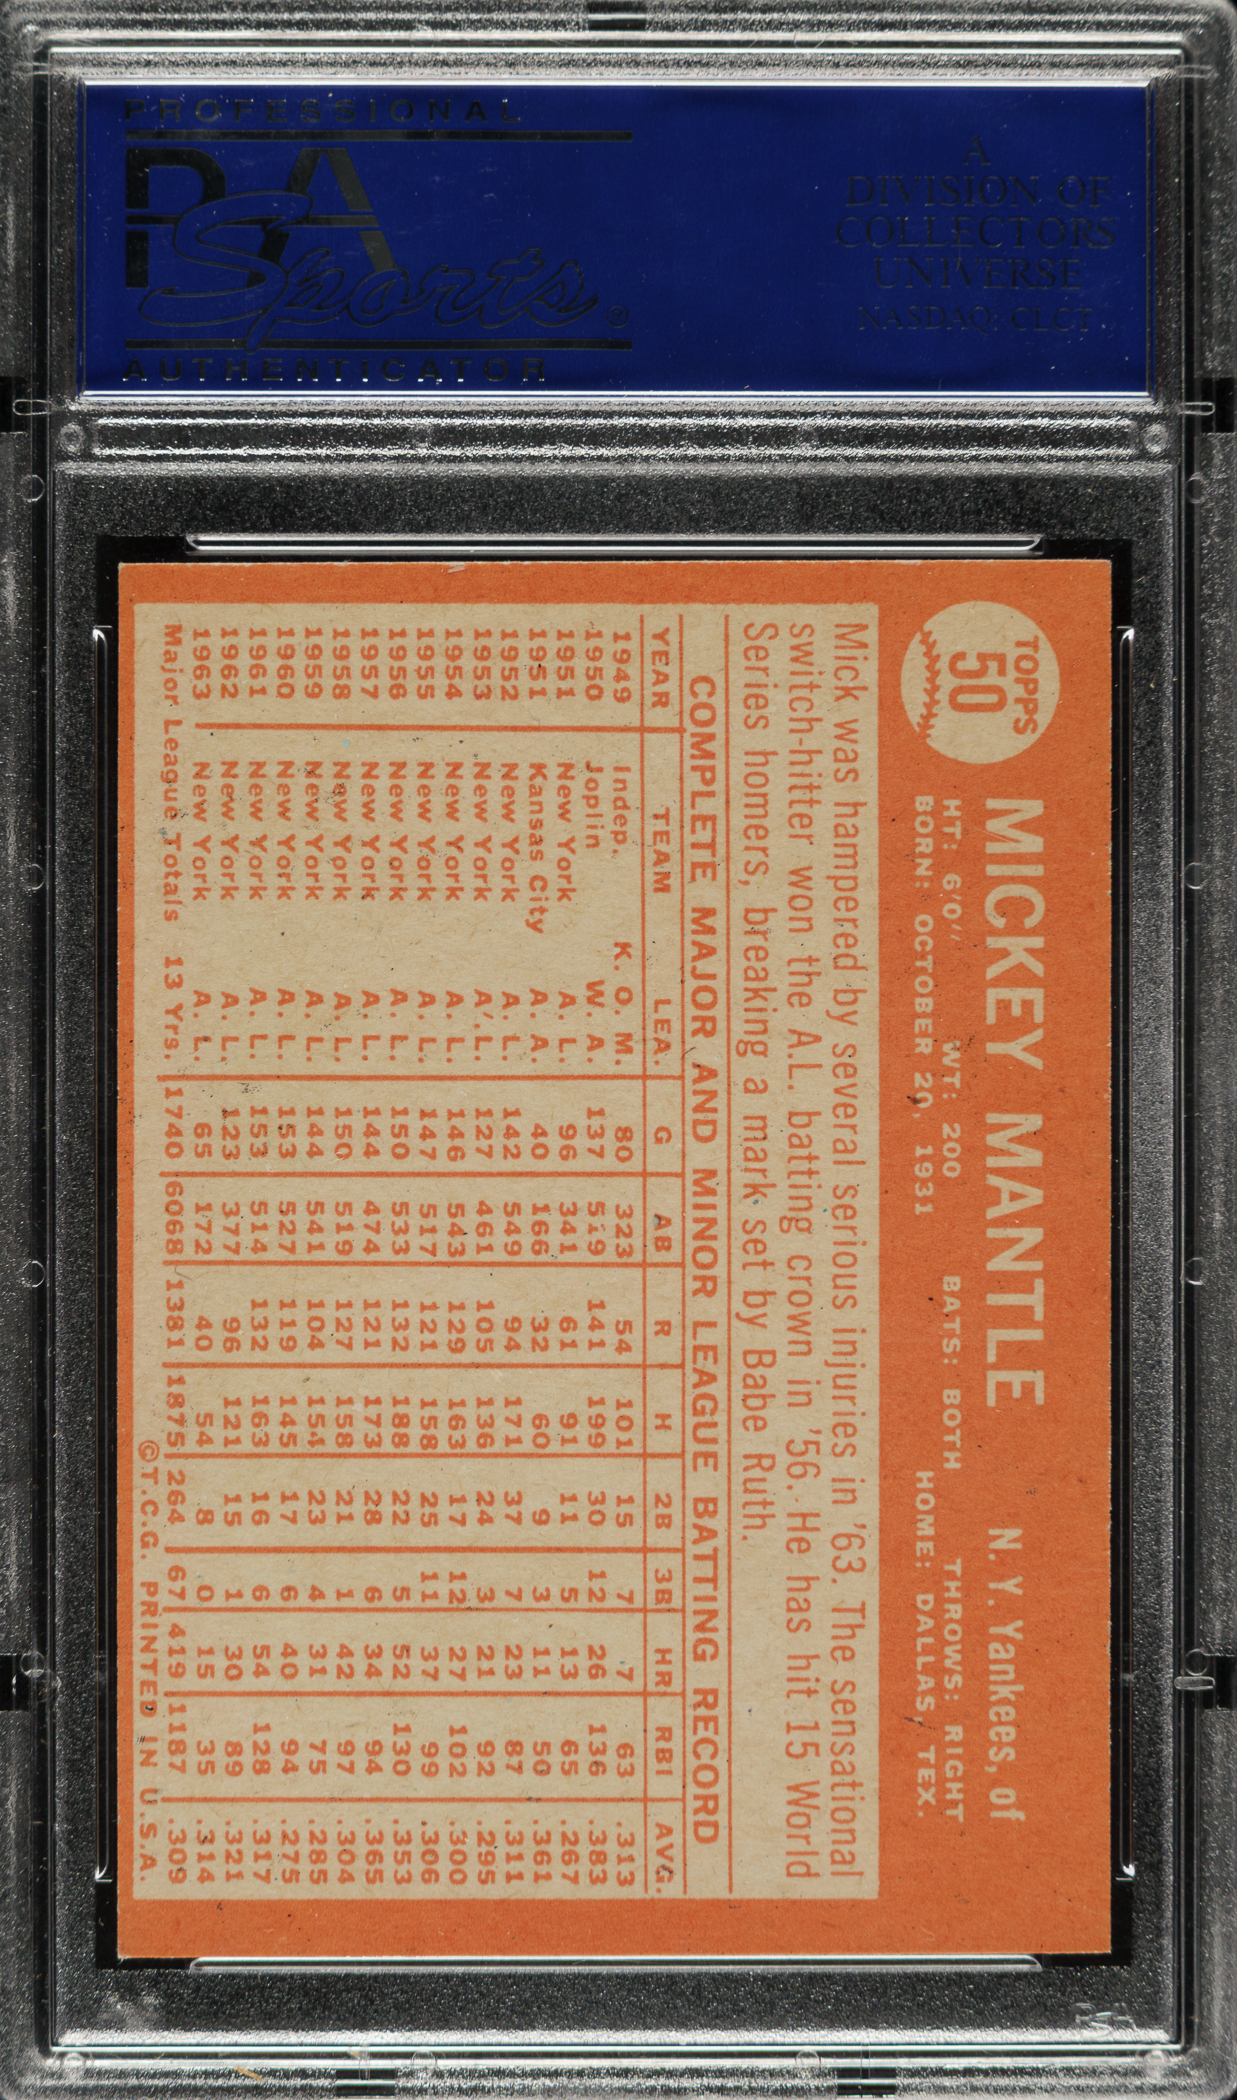 PROFESSIONAL
PSA
Sports®
AUTHENTICATOR
A
DIVISION OF
COLLECTORS
UNIVERSE
NASDAQ: CLCT
TOPPS
50
MICKEY MANTLE N. Y. Yankees, of
HT: 6'0" WT: 200 BATS: BOTH THROWS: RIGHT
BORN: OCTOBER 20, 1931 HOME: DALLAS, TEX.
Mick was hampered by several serious injuries in '63. The sensational
switch-hitter won the A.L. batting crown in '56. He has hit 15 World
Series homers, breaking a mark set by Babe Ruth.
COMPLETE MAJOR AND MINOR LEAGUE BATTING RECORD
YEAR TEAM LEA. G AB R H 2B 3B HR RBI AVG.
1949 Indep. K. O. M. 80 323 54 101 15 7 7 63 .313
1950 Joplin W. A. 137 519 141 199 30 12 26 136 .383
1951 New York A. L. 96 341 61 91 11 5 13 65 .267
1951 Kansas City A. A. 40 166 32 60 9 3 11 50 .361
1952 New York A. L. 142 549 94 171 37 7 23 87 .311
1953 New York A. L. 127 461 105 136 24 3 21 92 .295
1954 New York A. L. 146 543 129 163 17 12 27 102 .300
1955 New York A. L. 147 517 121 158 25 11 37 99 .306
1956 New York A. L. 150 533 132 188 22 5 52 130 .353
1957 New York A. L. 144 474 121 173 28 6 34 94 .365
1958 New York A. L. 150 519 127 158 21 1 42 97 .304
1959 New York A. L. 144 541 104 154 23 4 31 75 .285
1960 New York A. L. 153 527 119 145 17 6 40 94 .275
1961 New York A. L. 153 514 132 163 16 6 54 128 .317
1962 New York A. L. 123 377 96 121 15 1 30 89 .321
1963 New York A. L. 65 172 40 54 8 0 15 35 .314
Major League Totals 13 Yrs. 1740 6068 1381 1875 264 67 419 1187 .309
©T.C.G. PRINTED IN U.S.A.